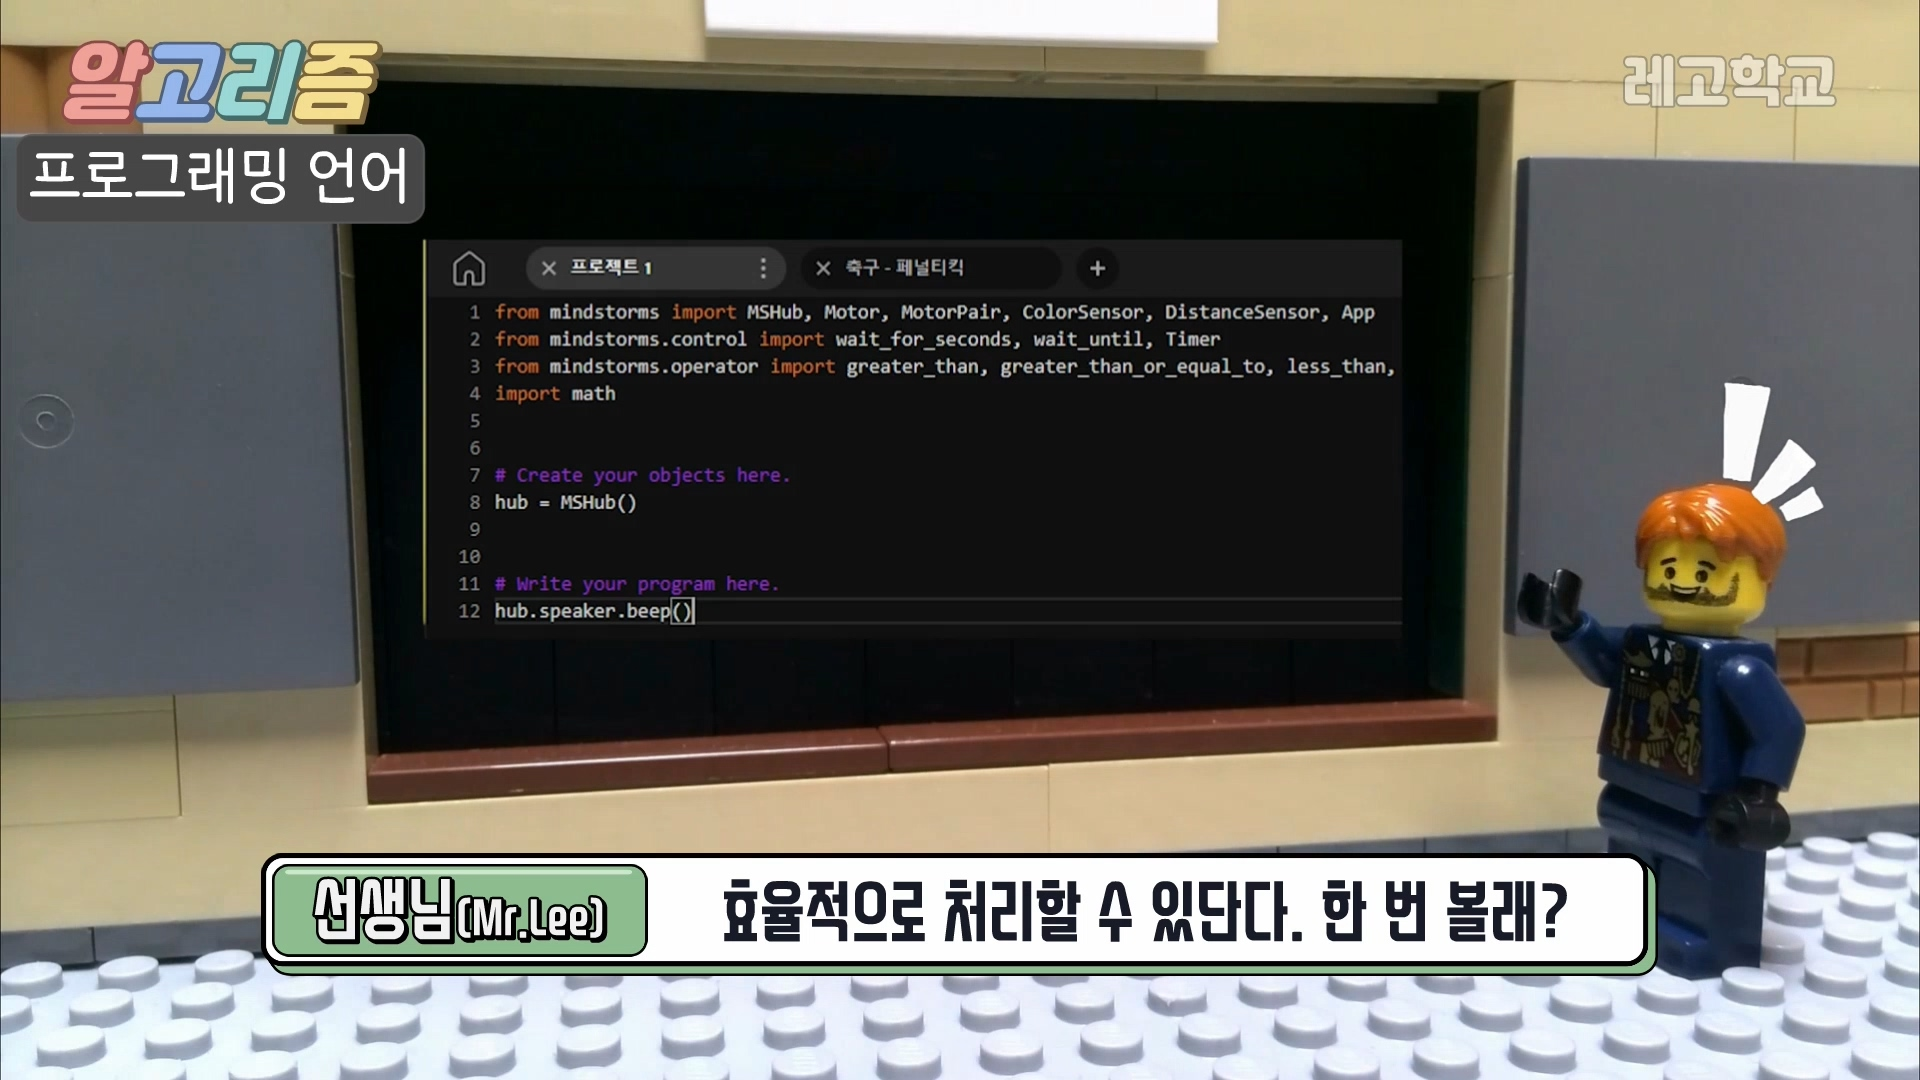 알고리즘
레고학교
프로그래밍 언어
프로젝트 1
축구 - 페널티킥
1 from mindstorms import MSHub, Motor, MotorPair, ColorSensor, DistanceSensor, App
2 from mindstorms.control import wait_for_seconds, wait_until, Timer
3 from mindstorms.operator import greater_than, greater_than_or_equal_to, less_than,
4 import math
5
6
7 # Create your objects here.
8 hub = MSHub()
9
10
11 # Write your program here.
12 hub.speaker.beep()
선생님(Mr.Lee)
효율적으로 처리할 수 있단다. 한 번 볼래?